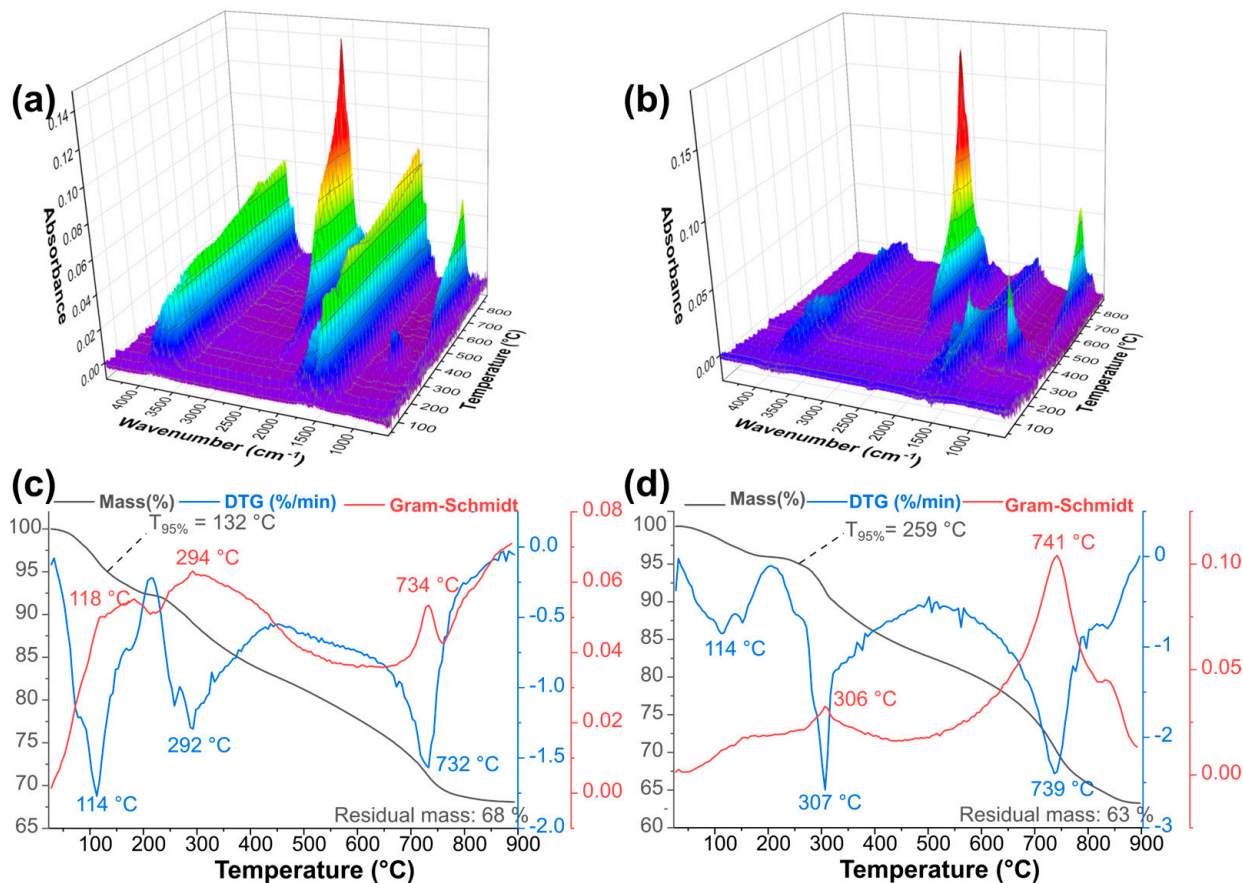 (a)
Absorbance
0.14
0.12
0.10
0.08
0.06
0.04
0.02
0.00
4000
3500
3000
2500
2000
1500
1000
Wavenumber (cm⁻¹)
100
200
300
400
500
600
700
800
Temperature (°C)
(b)
Absorbance
0.15
0.10
0.05
0.00
4000
3500
3000
2500
2000
1500
1000
Wavenumber (cm⁻¹)
100
200
300
400
500
600
700
800
Temperature (°C)
(c)
Mass(%) DTG (%/min) Gram-Schmidt
T95% = 132 °C
294 °C
118 °C
734 °C
292 °C
732 °C
114 °C
Residual mass: 68 %
100
95
90
85
80
75
70
65
0.0
-0.5
-1.0
-1.5
-2.0
0.08
0.06
0.04
0.02
0.00
100 200 300 400 500 600 700 800 900
Temperature (°C)
(d)
Mass(%) DTG (%/min) Gram-Schmidt
T95%= 259 °C
741 °C
114 °C
306 °C
307 °C
739 °C
Residual mass: 63 %
100
95
90
85
80
75
70
65
60
0
-1
-2
-3
0.10
0.05
0.00
100 200 300 400 500 600 700 800 900
Temperature (°C)